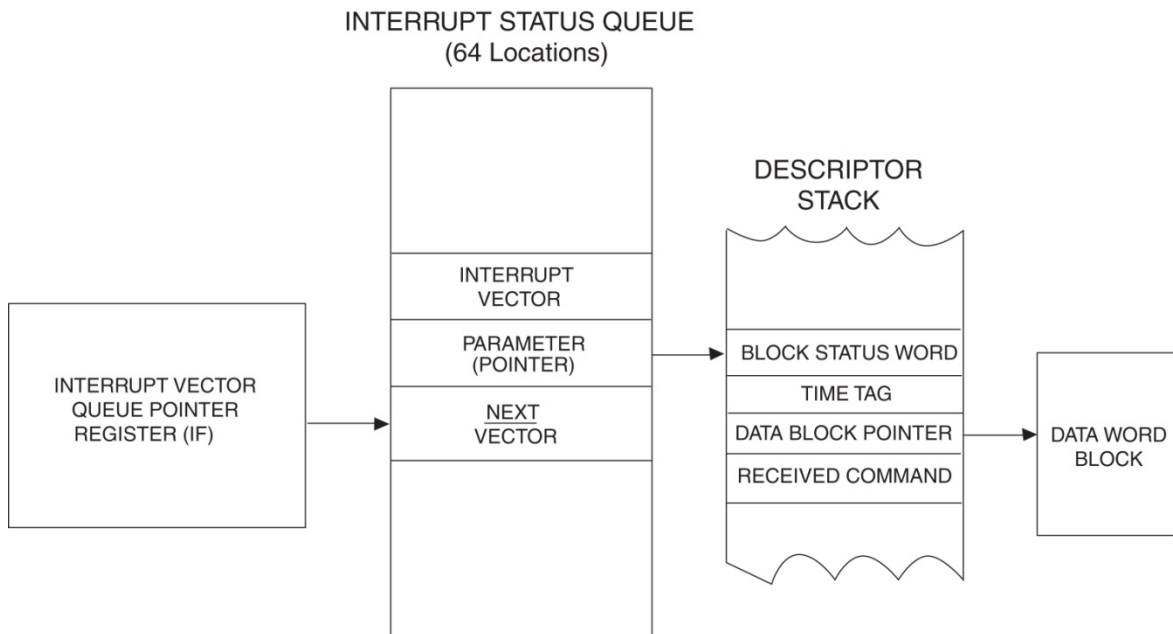 INTERRUPT STATUS QUEUE
(64 Locations)
DESCRIPTOR
STACK
INTERRUPT
VECTOR
PARAMETER
(POINTER)
NEXT
VECTOR
INTERRUPT VECTOR
QUEUE POINTER
REGISTER (IF)
BLOCK STATUS WORD
TIME TAG
DATA BLOCK POINTER
RECEIVED COMMAND
DATA WORD
BLOCK